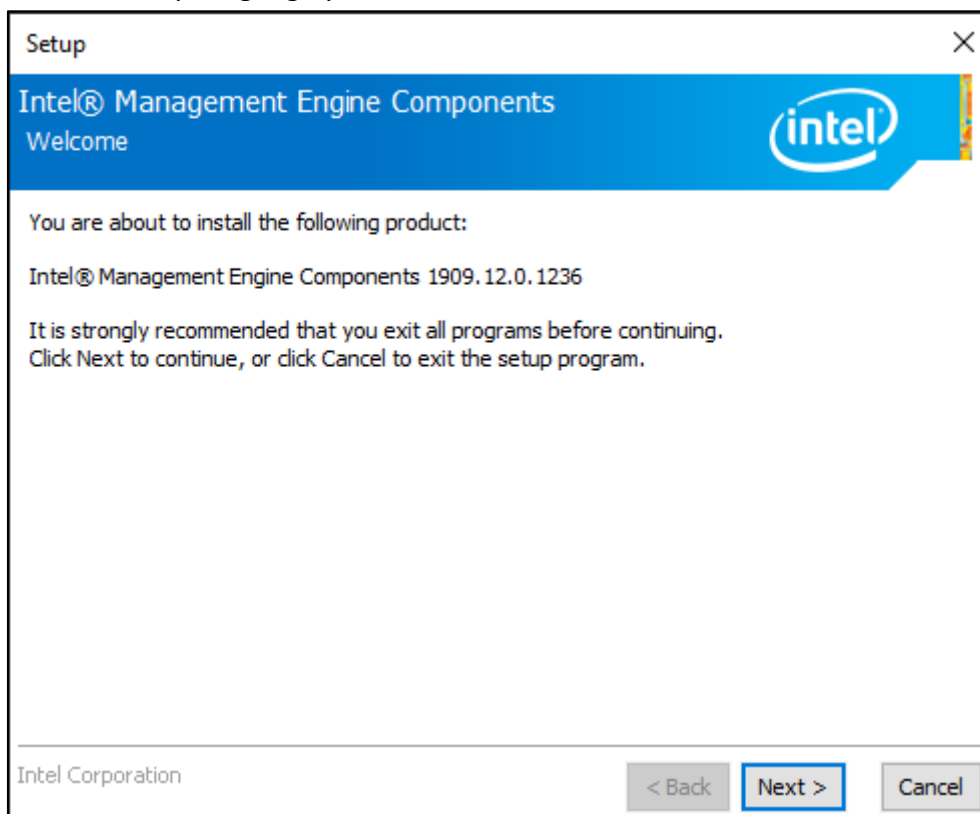 Setup
Intel® Management Engine Components
Welcome
intel
You are about to install the following product:
Intel® Management Engine Components 1909.12.0.1236
It is strongly recommended that you exit all programs before continuing.
Click Next to continue, or click Cancel to exit the setup program.
Intel Corporation
< Back Next > Cancel